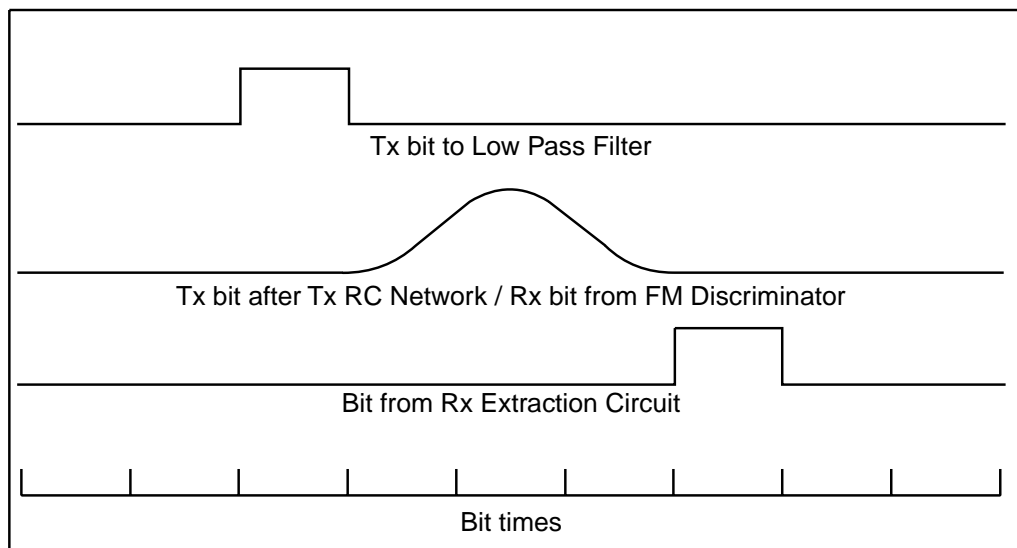 Tx bit to Low Pass Filter
Tx bit after Tx RC Network / Rx bit from FM Discriminator
Bit from Rx Extraction Circuit
Bit times